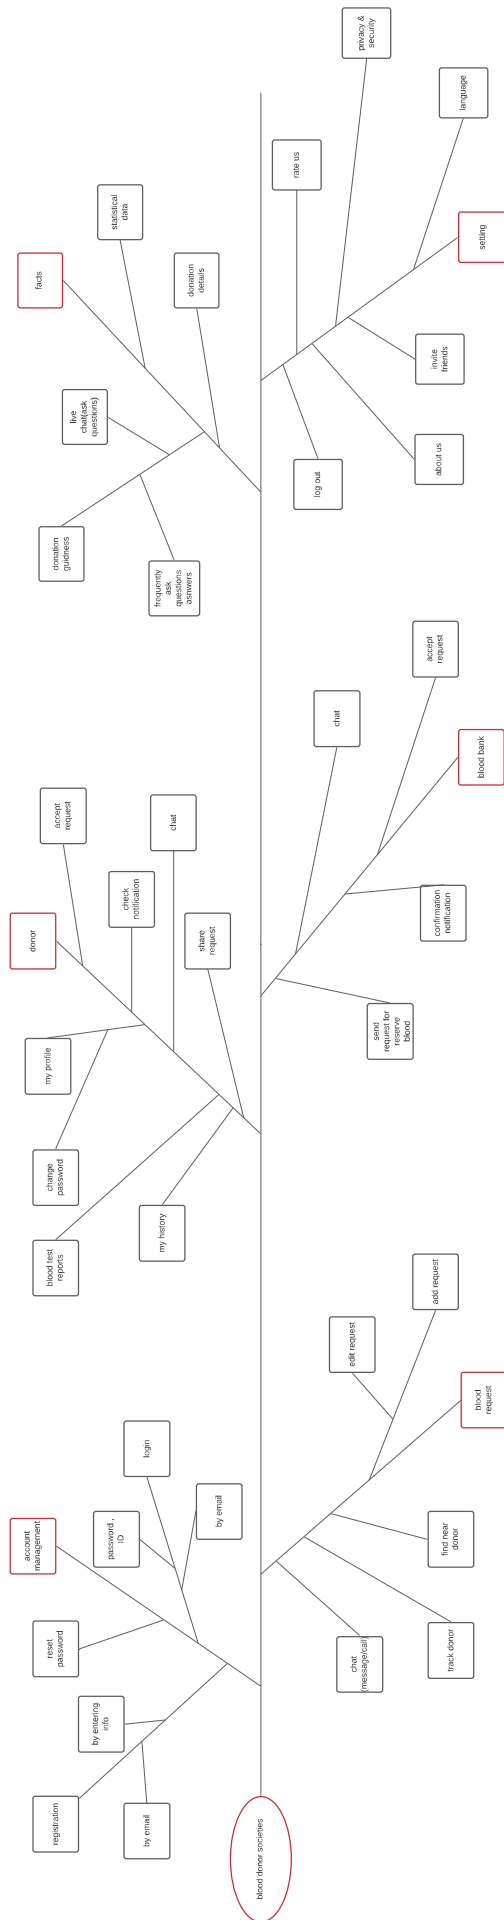 blood donor societies
account
management
registration
by entering
info
by email
reset
password
login
password ,
ID
by email
donor
my profile
change
password
blood test
reports
my history
accept
request
check
notification
chat
share
request
facts
donation
guidness
live
chat(ask
questions)
frequently
ask
questions
asnwers
statistical
data
donation
details
blood
request
chat
(message/call)
track donor
find near
donor
edit request
add request
blood bank
send
request for
reserve
blood
confirmation
notification
chat
accept
request
setting
log out
about us
invite
friends
rate us
privacy &
security
language